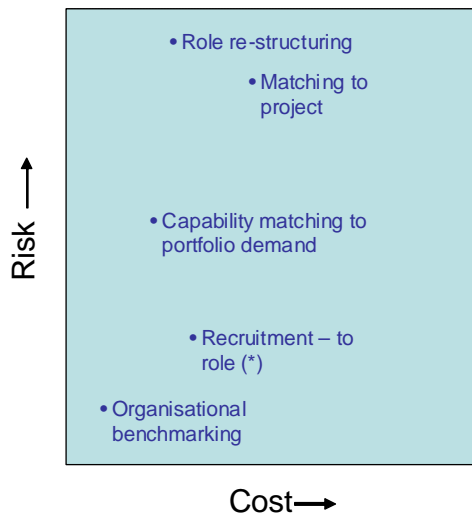 • Role re-structuring
• Matching to
project
• Capability matching to
portfolio demand
• Recruitment – to
role (*)
• Organisational
benchmarking
Risk
Cost